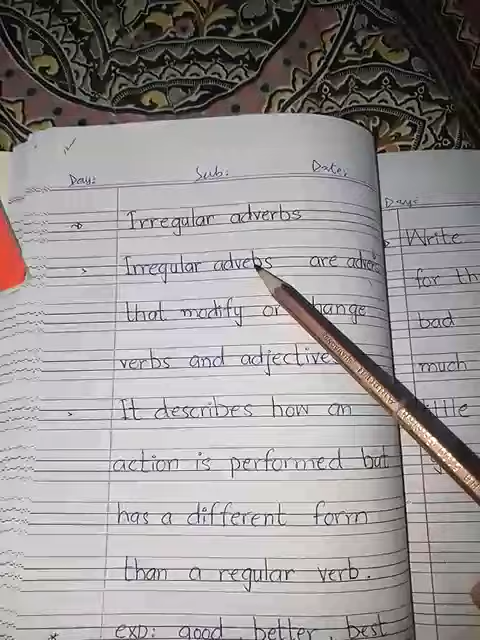 Day: Sub: Date:
Irregular adverbs
Irregular adverbs are adverbs
that modify or change
verbs and adjectives
It describes how an
action is performed but
has a different form
than a regular verb.
exp: good, better, best
Day:
Write
for th
bad
much
little